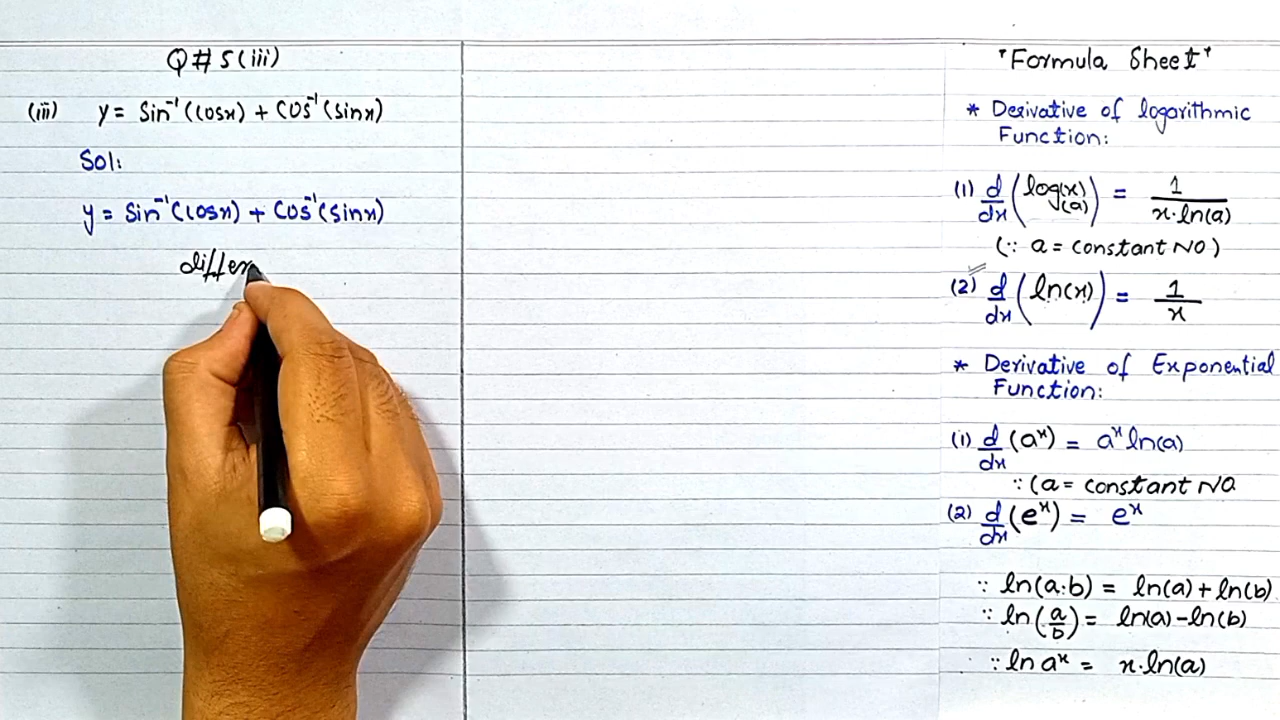 Q # 5(iii)
(iii) y = Sin⁻¹(cosx) + Cos⁻¹(sinx)
Sol:
y = Sin⁻¹(cosx) + Cos⁻¹(sinx)
differ
"Formula Sheet"
* Derivative of logarithmic
Function:
(1) d/dx (log(x)(a)) = 1/(x·ln(a))
(∵ a = constant NO)
(2) d/dx (ln(x)) = 1/x
* Derivative of Exponential
Function:
(1) d/dx (aˣ) = aˣ ln(a)
∵ (a = constant NO
(2) d/dx (eˣ) = eˣ
∵ ln(a·b) = ln(a) + ln(b)
∵ ln(a/b) = ln(a) - ln(b)
∵ ln aˣ = x·ln(a)